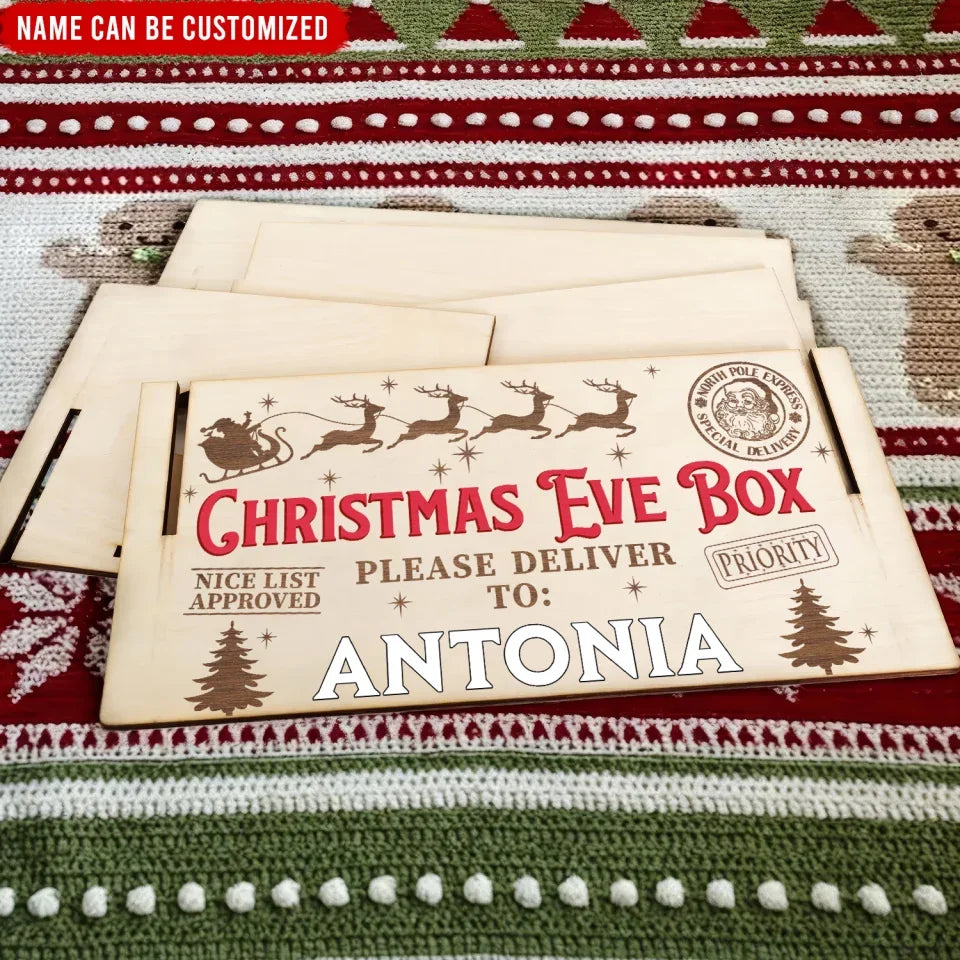 NAME CAN BE CUSTOMIZED
NORTH POLE EXPRESS
SPECIAL DELIVERY
CHRISTMAS EVE BOX
NICE LIST
APPROVED
PLEASE DELIVER
TO:
PRIORITY
ANTONIA